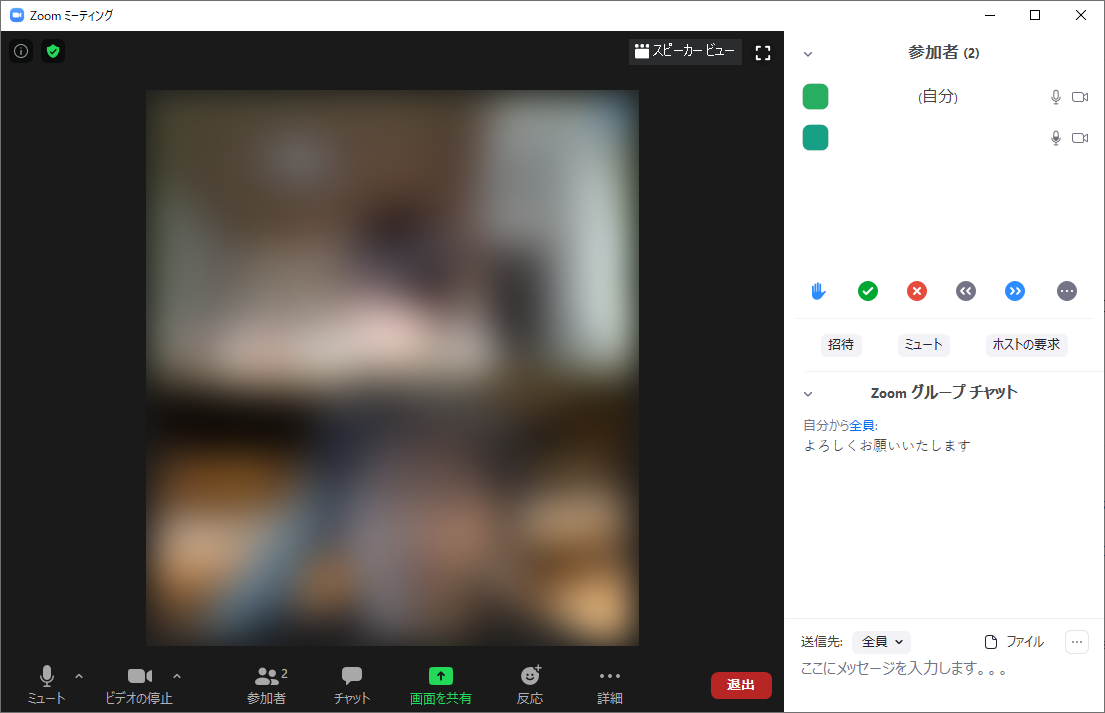 Zoom ミーティング
スピーカー ビュー
参加者 (2)
(自分)
招待
ミュート
ホストの要求
Zoom グループ チャット
自分から全員:
よろしくお願いいたします
送信先:
全員
ファイル
ここにメッセージを入力します。。。
ミュート
ビデオの停止
2
参加者
チャット
画面を共有
反応
詳細
退出